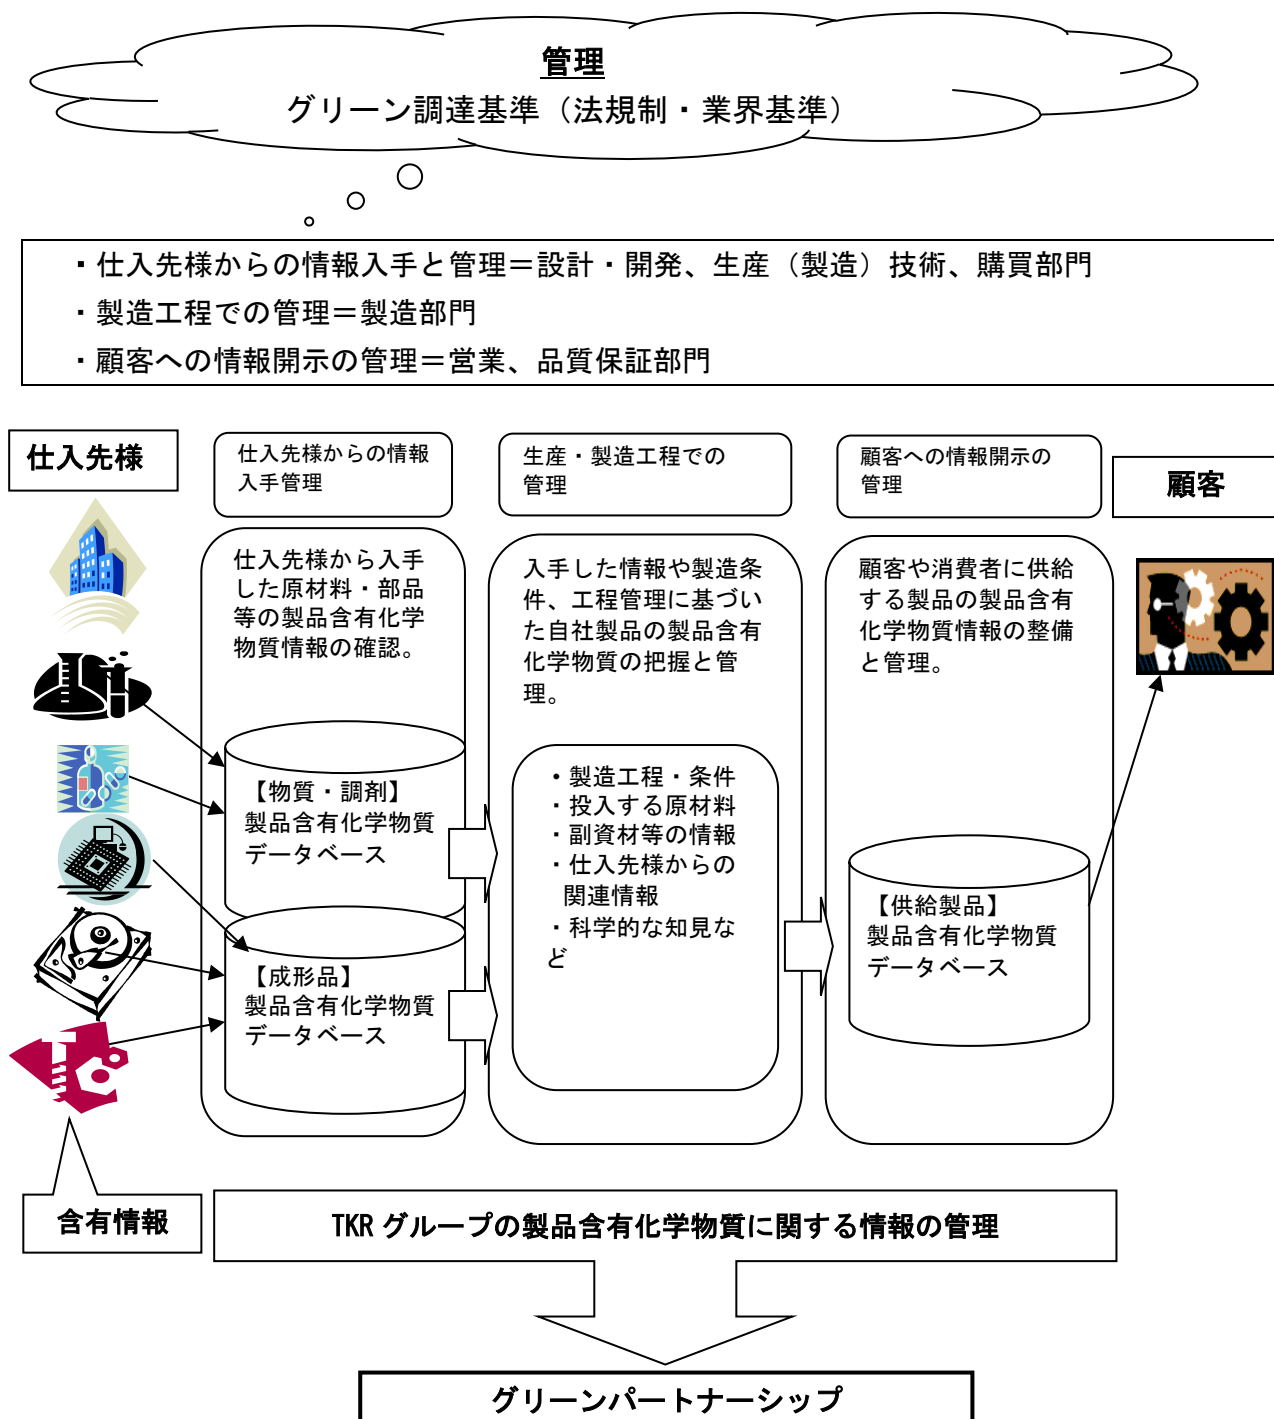 管理
グリーン調達基準（法規制・業界基準）
・仕入先様からの情報入手と管理＝設計・開発、生産（製造）技術、購買部門
・製造工程での管理＝製造部門
・顧客への情報開示の管理＝営業、品質保証部門
仕入先様
仕入先様からの情報
入手管理
生産・製造工程での
管理
顧客への情報開示の
管理
顧客
仕入先様から入手
した原材料・部品
等の製品含有化学
物質情報の確認。
入手した情報や製造条
件、工程管理に基づい
た自社製品の製品含有
化学物質の把握と管
理。
顧客や消費者に供給
する製品の製品含有
化学物質情報の整備
と管理。
【物質・調剤】
製品含有化学物質
データベース
【成形品】
製品含有化学物質
データベース
・製造工程・条件
・投入する原材料
・副資材等の情報
・仕入先様からの
関連情報
・科学的な知見な
ど
【供給製品】
製品含有化学物質
データベース
含有情報
TKR グループの製品含有化学物質に関する情報の管理
グリーンパートナーシップ